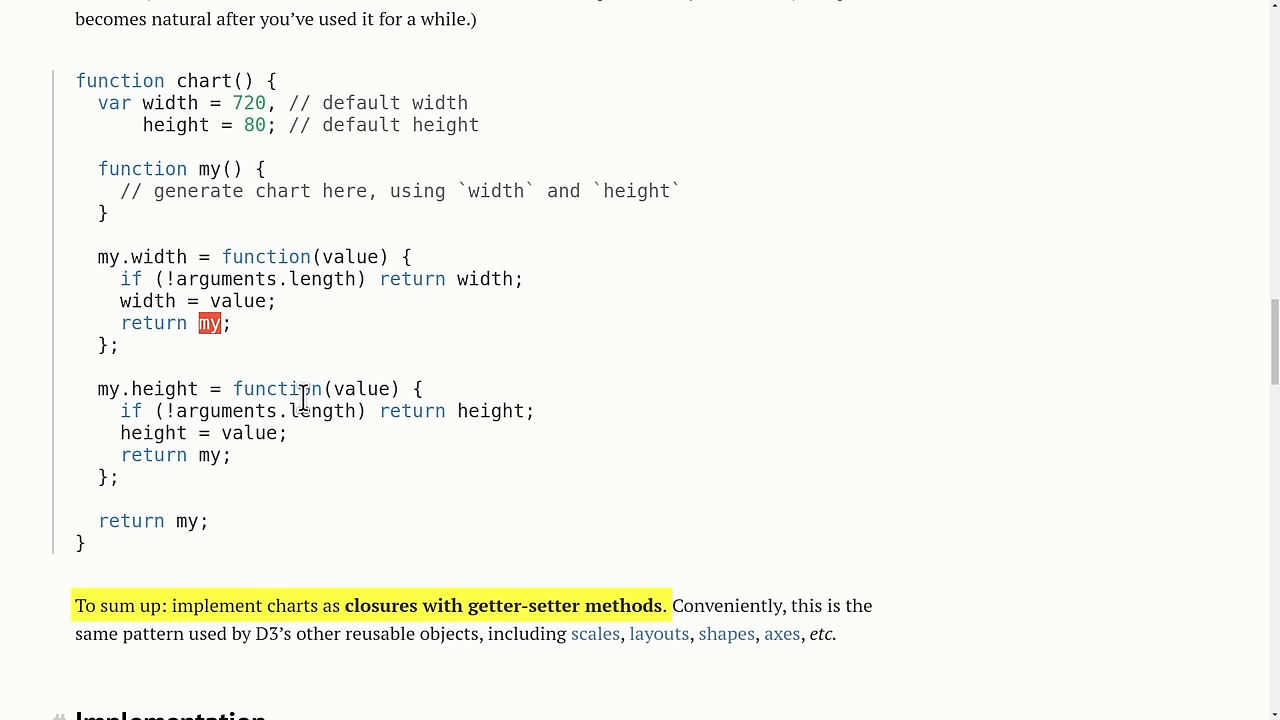 becomes natural after you’ve used it for a while.)
function chart() {
  var width = 720, // default width
      height = 80; // default height
  function my() {
    // generate chart here, using `width` and `height`
  }
  my.width = function(value) {
    if (!arguments.length) return width;
    width = value;
    return my;
  };
  my.height = function(value) {
    if (!arguments.length) return height;
    height = value;
    return my;
  };
  return my;
}
To sum up: implement charts as closures with getter-setter methods. Conveniently, this is the
same pattern used by D3’s other reusable objects, including scales, layouts, shapes, axes, etc.
# Implementation